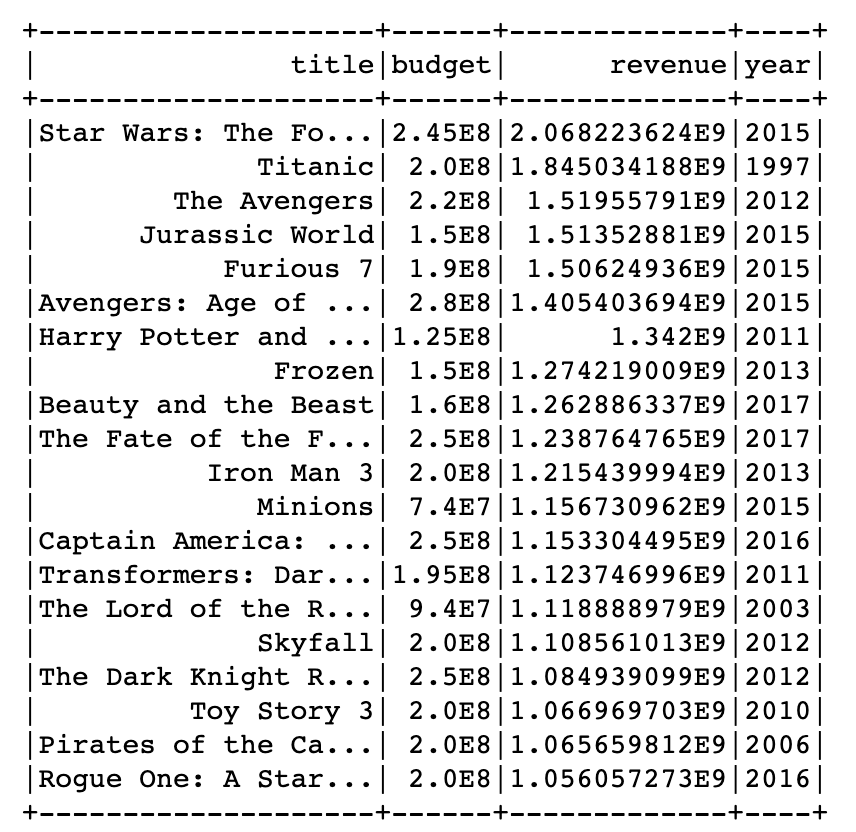 +--------------------+------+-------------+----+
|               title|budget|      revenue|year|
+--------------------+------+-------------+----+
|Star Wars: The Fo...|2.45E8|2.068223624E9|2015|
|             Titanic| 2.0E8|1.845034188E9|1997|
|        The Avengers| 2.2E8| 1.51955791E9|2012|
|      Jurassic World| 1.5E8| 1.51352881E9|2015|
|           Furious 7| 1.9E8| 1.50624936E9|2015|
|Avengers: Age of ...| 2.8E8|1.405403694E9|2015|
|Harry Potter and ...|1.25E8|      1.342E9|2011|
|              Frozen| 1.5E8|1.274219009E9|2013|
|Beauty and the Beast| 1.6E8|1.262886337E9|2017|
|The Fate of the F...| 2.5E8|1.238764765E9|2017|
|          Iron Man 3| 2.0E8|1.215439994E9|2013|
|             Minions| 7.4E7|1.156730962E9|2015|
|Captain America: ...| 2.5E8|1.153304495E9|2016|
|Transformers: Dar...|1.95E8|1.123746996E9|2011|
|The Lord of the R...| 9.4E7|1.118888979E9|2003|
|             Skyfall| 2.0E8|1.108561013E9|2012|
|The Dark Knight R...| 2.5E8|1.084939099E9|2012|
|         Toy Story 3| 2.0E8|1.066969703E9|2010|
|Pirates of the Ca...| 2.0E8|1.065659812E9|2006|
|Rogue One: A Star...| 2.0E8|1.056057273E9|2016|
+--------------------+------+-------------+----+